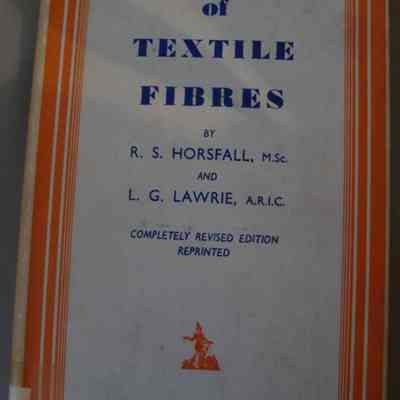 of
TEXTILE
FIBRES
BY
R. S. HORSFALL, M.Sc.
AND
L. G. LAWRIE, A.R.I.C.
COMPLETELY REVISED EDITION
REPRINTED